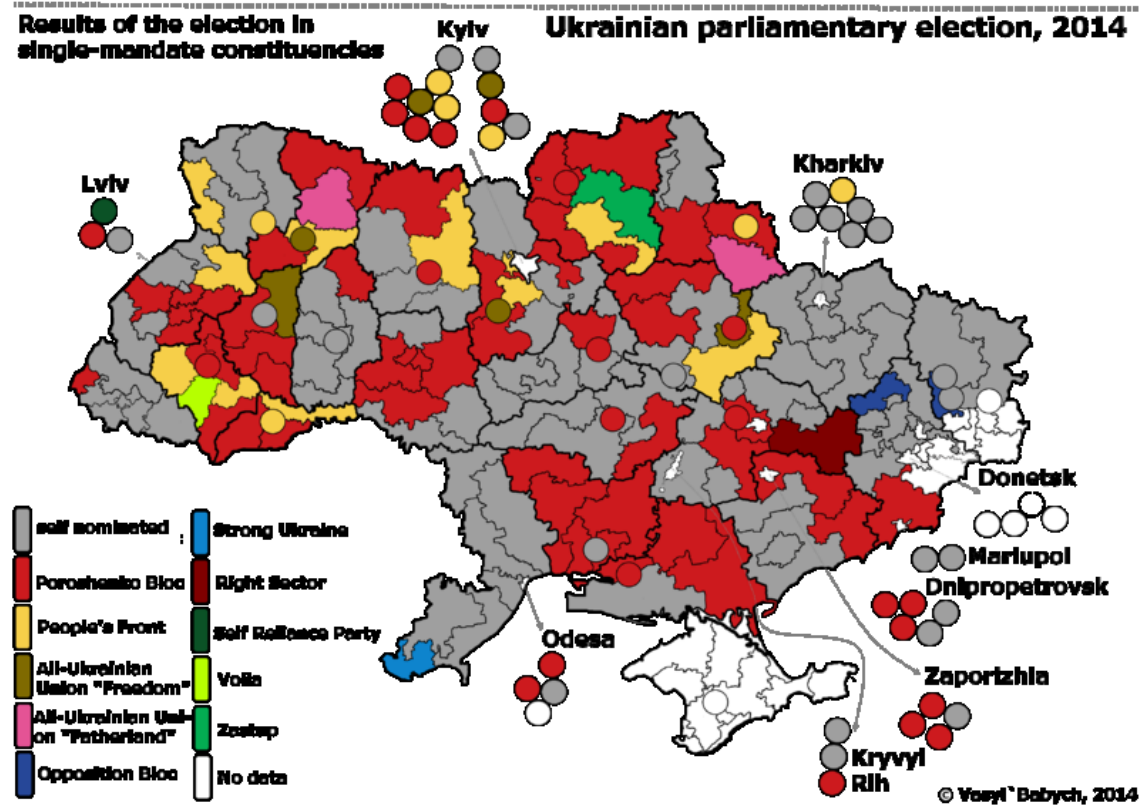 Results of the election in
single-mandate constituencies
Ukrainian parliamentary election, 2014
Kyiv
Lviv
Kharkiv
Donetsk
Mariupol
Dnipropetrovsk
Odesa
Zaportzhia
Kryvyi
Rih
self nominated
:
Poroshenko Bloc
People's Front
All-Ukrainian
Union "Freedom"
All-Ukrainian Uni-
on "Fatherland"
Opposition Bloc
Strong Ukraine
Right Sector
Self Reliance Party
Volia
Zastup
No data
© Vasyl` Babych, 2014